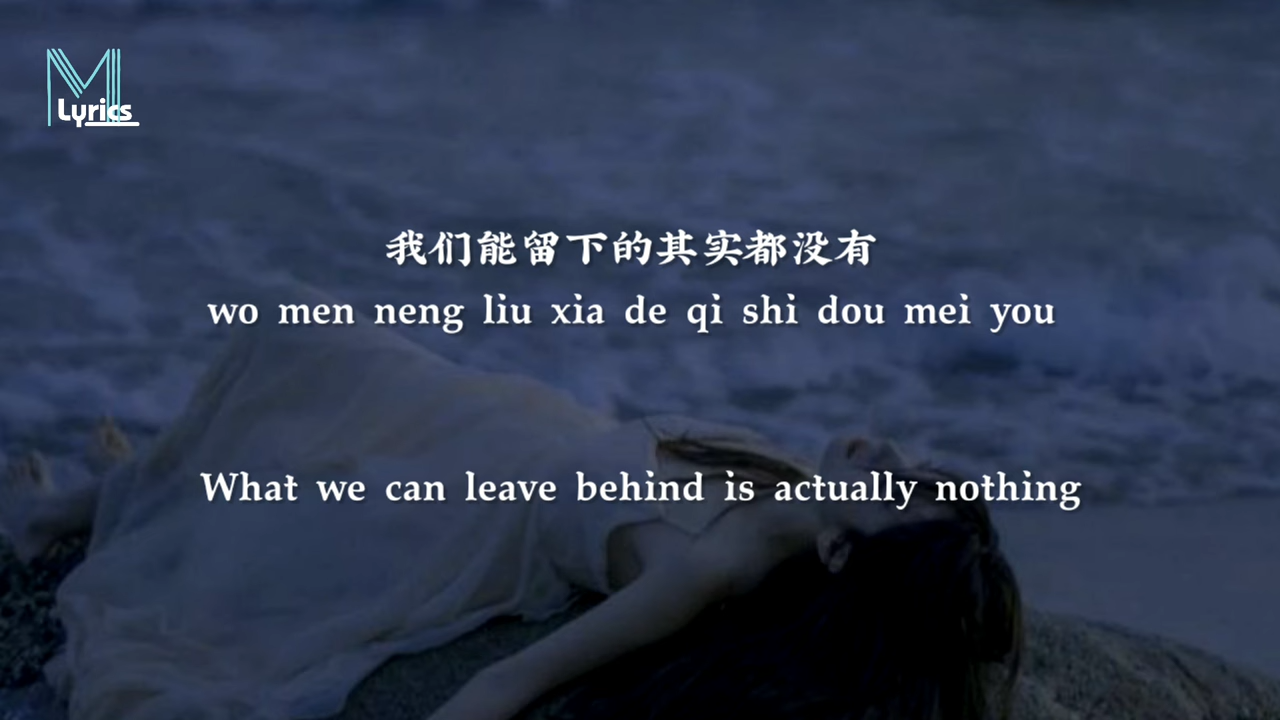 M
Lyrics
我们能留下的其实都没有
wo men neng liu xia de qi shi dou mei you
What we can leave behind is actually nothing